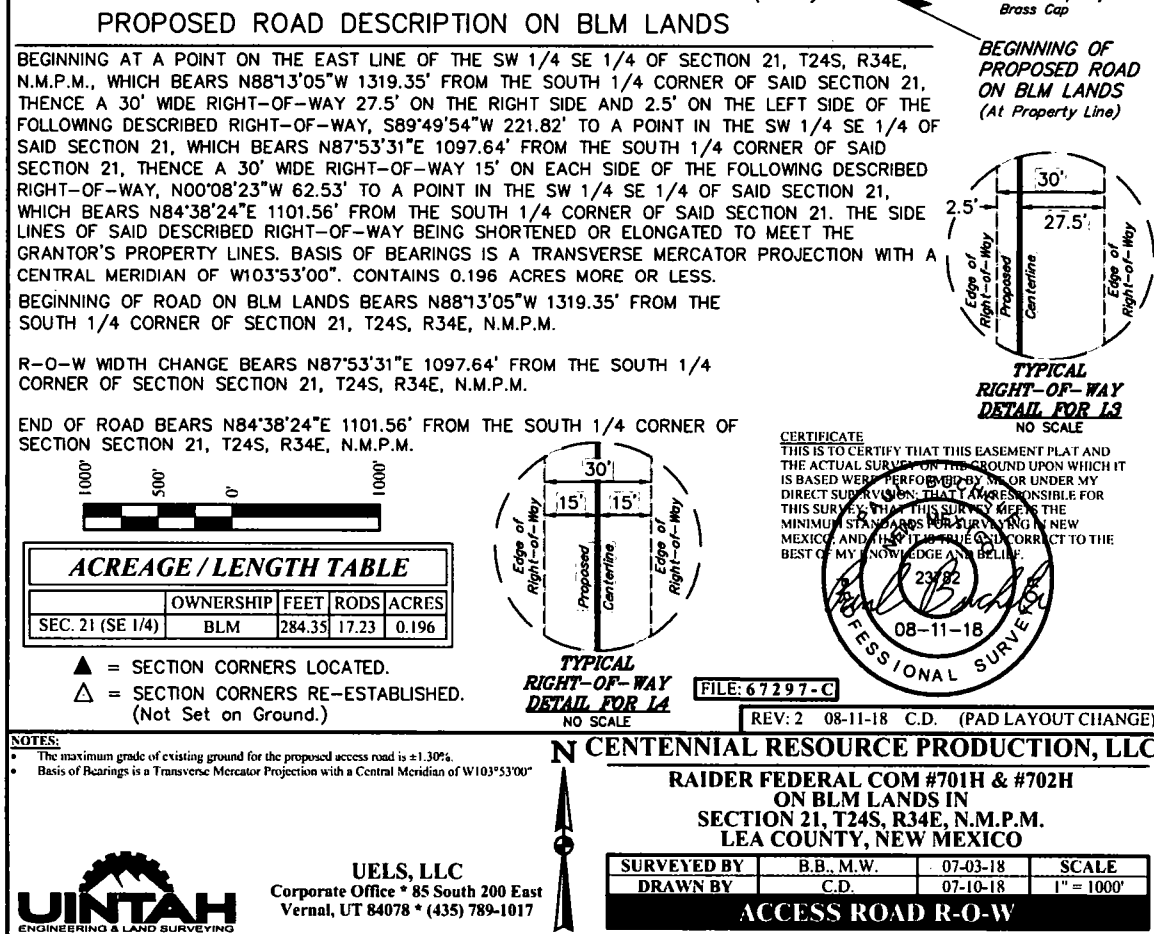 Brass Cap
PROPOSED ROAD DESCRIPTION ON BLM LANDS
BEGINNING AT A POINT ON THE EAST LINE OF THE SW 1/4 SE 1/4 OF SECTION 21, T24S, R34E,
N.M.P.M., WHICH BEARS N88°13'05"W 1319.35' FROM THE SOUTH 1/4 CORNER OF SAID SECTION 21,
THENCE A 30' WIDE RIGHT-OF-WAY 27.5' ON THE RIGHT SIDE AND 2.5' ON THE LEFT SIDE OF THE
FOLLOWING DESCRIBED RIGHT-OF-WAY, S89°49'54"W 221.82' TO A POINT IN THE SW 1/4 SE 1/4 OF
SAID SECTION 21, WHICH BEARS N87°53'31"E 1097.64' FROM THE SOUTH 1/4 CORNER OF SAID
SECTION 21, THENCE A 30' WIDE RIGHT-OF-WAY 15' ON EACH SIDE OF THE FOLLOWING DESCRIBED
RIGHT-OF-WAY, N00°08'23"W 62.53' TO A POINT IN THE SW 1/4 SE 1/4 OF SAID SECTION 21,
WHICH BEARS N84°38'24"E 1101.56' FROM THE SOUTH 1/4 CORNER OF SAID SECTION 21. THE SIDE
LINES OF SAID DESCRIBED RIGHT-OF-WAY BEING SHORTENED OR ELONGATED TO MEET THE
GRANTOR'S PROPERTY LINES. BASIS OF BEARINGS IS A TRANSVERSE MERCATOR PROJECTION WITH A
CENTRAL MERIDIAN OF W103°53'00". CONTAINS 0.196 ACRES MORE OR LESS.
BEGINNING OF ROAD ON BLM LANDS BEARS N88°13'05"W 1319.35' FROM THE
SOUTH 1/4 CORNER OF SECTION 21, T24S, R34E, N.M.P.M.
R-O-W WIDTH CHANGE BEARS N87°53'31"E 1097.64' FROM THE SOUTH 1/4
CORNER OF SECTION SECTION 21, T24S, R34E, N.M.P.M.
END OF ROAD BEARS N84°38'24"E 1101.56' FROM THE SOUTH 1/4 CORNER OF
SECTION SECTION 21, T24S, R34E, N.M.P.M.
BEGINNING OF
PROPOSED ROAD
ON BLM LANDS
(At Property Line)
30'
2.5'
27.5'
Edge of
Right-of-Way
Proposed
Centerline
Edge of
Right-of-Way
TYPICAL
RIGHT-OF-WAY
DETAIL FOR L3
NO SCALE
1000'
500'
0'
1000'
ACREAGE / LENGTH TABLE
OWNERSHIP FEET RODS ACRES
SEC. 21 (SE 1/4) BLM 284.35 17.23 0.196
▲ = SECTION CORNERS LOCATED.
△ = SECTION CORNERS RE-ESTABLISHED.
(Not Set on Ground.)
30'
15' 15'
Edge of
Right-of-Way
Proposed
Centerline
Edge of
Right-of-Way
TYPICAL
RIGHT-OF-WAY
DETAIL FOR L4
NO SCALE
CERTIFICATE
THIS IS TO CERTIFY THAT THIS EASEMENT PLAT AND
THE ACTUAL SURVEY ON THE GROUND UPON WHICH IT
IS BASED WERE PERFORMED BY ME OR UNDER MY
DIRECT SUPERVISION; THAT I AM RESPONSIBLE FOR
THIS SURVEY; THAT THIS SURVEY MEETS THE
MINIMUM STANDARDS FOR SURVEYING IN NEW
MEXICO; AND THAT IT IS TRUE AND CORRECT TO THE
BEST OF MY KNOWLEDGE AND BELIEF.
PAUL BUCHELE
NEW MEXICO
23782
08-11-18
PROFESSIONAL SURVEYOR
FILE: 67297-C
REV: 2 08-11-18 C.D. (PAD LAYOUT CHANGE)
NOTES:
• The maximum grade of existing ground for the proposed access road is ±1.30%.
• Basis of Bearings is a Transverse Mercator Projection with a Central Meridian of W103°53'00"
N
CENTENNIAL RESOURCE PRODUCTION, LLC
RAIDER FEDERAL COM #701H & #702H
ON BLM LANDS IN
SECTION 21, T24S, R34E, N.M.P.M.
LEA COUNTY, NEW MEXICO
SURVEYED BY B.B., M.W. 07-03-18 SCALE
DRAWN BY C.D. 07-10-18 1" = 1000'
ACCESS ROAD R-O-W
UINTAH
ENGINEERING & LAND SURVEYING
UELS, LLC
Corporate Office * 85 South 200 East
Vernal, UT 84078 * (435) 789-1017